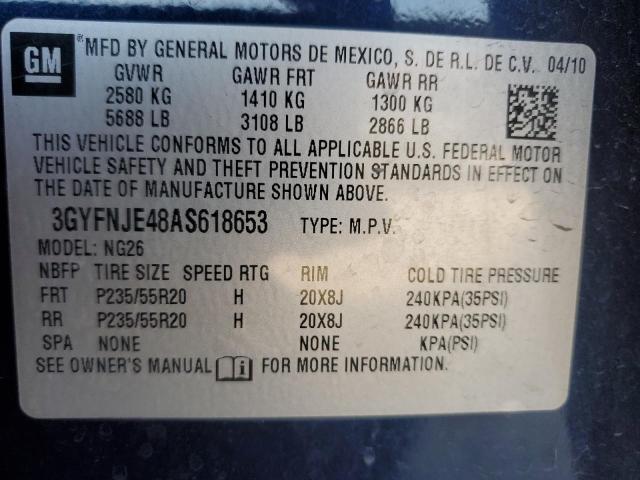 GM
MFD BY GENERAL MOTORS DE MEXICO, S. DE R.L. DE C.V. 04/10
GVWR GAWR FRT GAWR RR
2580 KG 1410 KG 1300 KG
5688 LB 3108 LB 2866 LB
THIS VEHICLE CONFORMS TO ALL APPLICABLE U.S. FEDERAL MOTOR
VEHICLE SAFETY AND THEFT PREVENTION STANDARDS IN EFFECT ON
THE DATE OF MANUFACTURE SHOWN ABOVE.
3GYFNJE48AS618653 TYPE: M.P.V.
MODEL: NG26
NBFP TIRE SIZE SPEED RTG RIM COLD TIRE PRESSURE
FRT P235/55R20 H 20X8J 240KPA(35PSI)
RR P235/55R20 H 20X8J 240KPA(35PSI)
SPA NONE NONE KPA(PSI)
SEE OWNER'S MANUAL i FOR MORE INFORMATION.